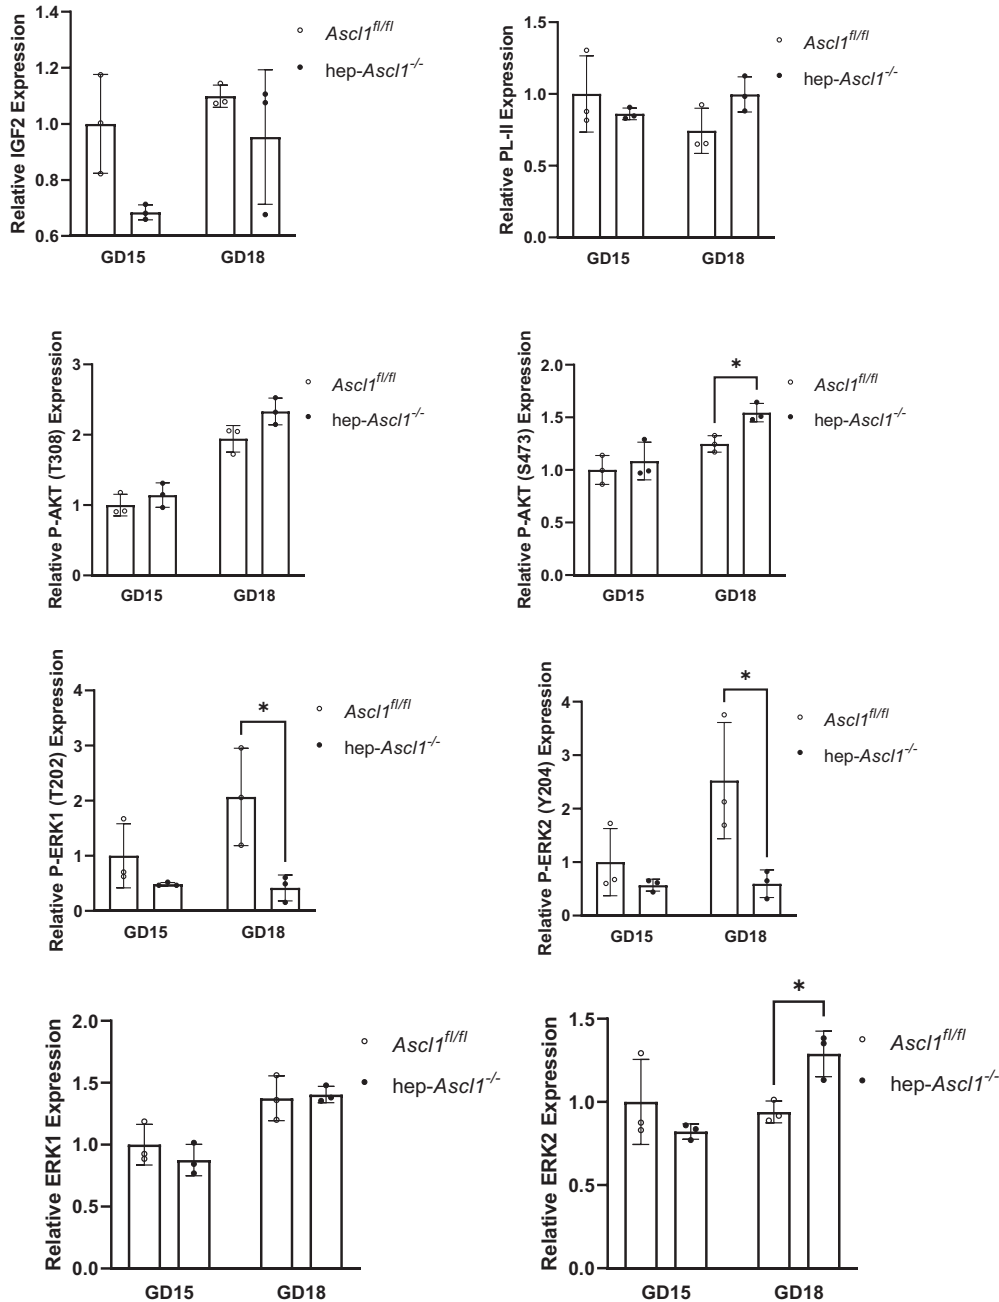 Relative IGF2 Expression
1.4
1.2
1.0
0.8
0.6
GD15
GD18
Ascl1fl/fl
hep-Ascl1-/-
Relative PL-II Expression
1.5
1.0
0.5
0.0
GD15
GD18
Ascl1fl/fl
hep-Ascl1-/-
Relative P-AKT (T308) Expression
3
2
1
0
GD15
GD18
Ascl1fl/fl
hep-Ascl1-/-
Relative P-AKT (S473) Expression
2.0
1.5
1.0
0.5
0.0
*
GD15
GD18
Ascl1fl/fl
hep-Ascl1-/-
Relative P-ERK1 (T202) Expression
4
3
2
1
0
*
GD15
GD18
Ascl1fl/fl
hep-Ascl1-/-
Relative P-ERK2 (Y204) Expression
4
3
2
1
0
*
GD15
GD18
Ascl1fl/fl
hep-Ascl1-/-
Relative ERK1 Expression
2.0
1.5
1.0
0.5
0.0
GD15
GD18
Ascl1fl/fl
hep-Ascl1-/-
Relative ERK2 Expression
1.5
1.0
0.5
0.0
*
GD15
GD18
Ascl1fl/fl
hep-Ascl1-/-